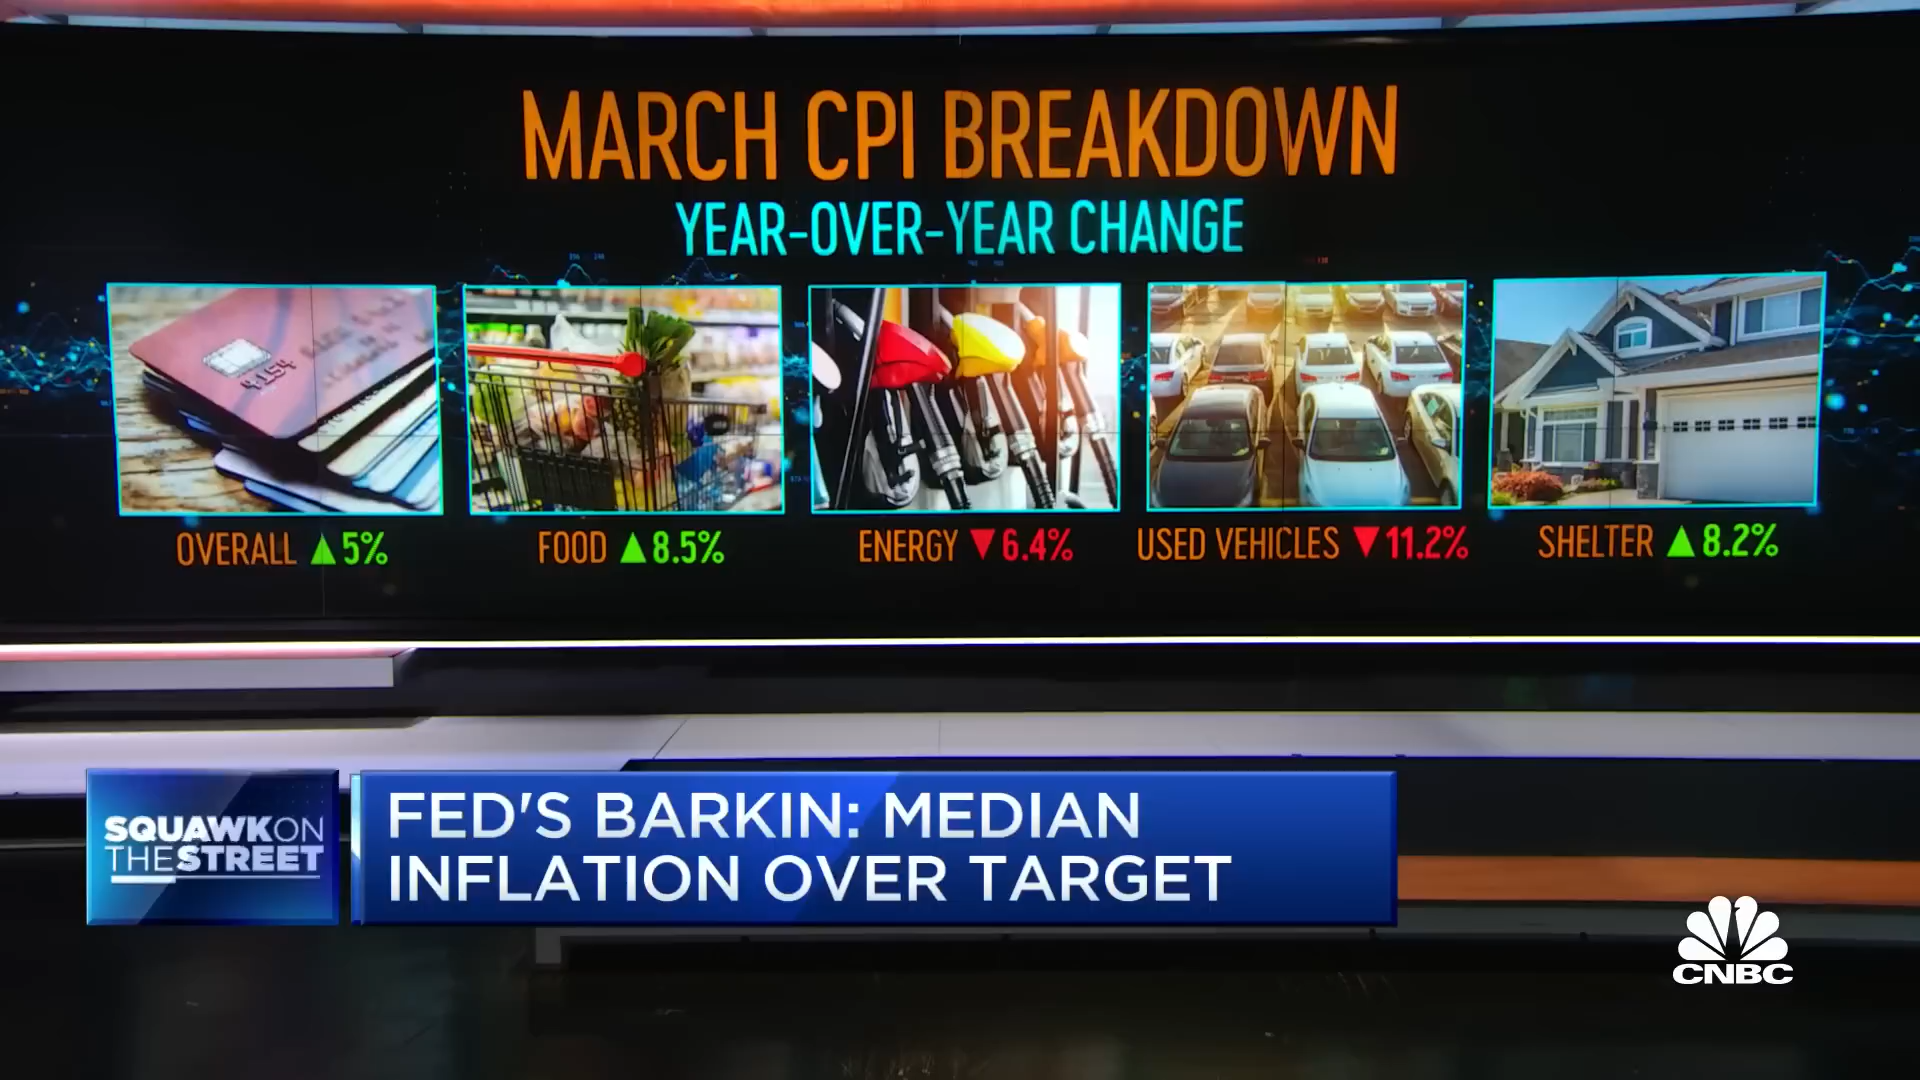 MARCH CPI BREAKDOWN
YEAR-OVER-YEAR CHANGE
4154
OVERALL ▲5%
FOOD ▲8.5%
ENERGY ▼6.4%
USED VEHICLES ▼11.2%
SHELTER ▲8.2%
SQUAWK ON
THE STREET
FED'S BARKIN: MEDIAN
INFLATION OVER TARGET
CNBC